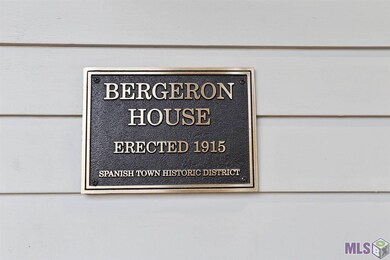 BERGERON
HOUSE
ERECTED 1915
SPANISH TOWN HISTORIC DISTRICT
MLS